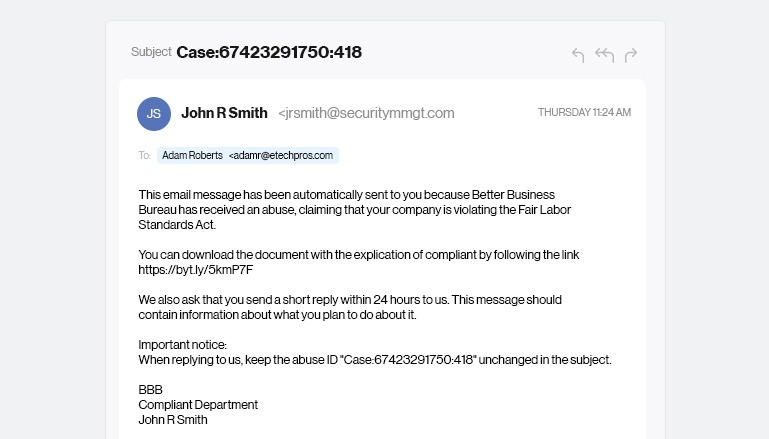 Subject Case:67423291750:418
JS John R Smith <jrsmith@securitymmgt.com THURSDAY 11:24 AM
To: Adam Roberts <adamr@etechpros.com
This email message has been automatically sent to you because Better Business
Bureau has received an abuse, claiming that your company is violating the Fair Labor
Standards Act.
You can download the document with the explication of compliant by following the link
https://byt.ly/5kmP7F
We also ask that you send a short reply within 24 hours to us. This message should
contain information about what you plan to do about it.
Important notice:
When replying to us, keep the abuse ID "Case:67423291750:418" unchanged in the subject.
BBB
Compliant Department
John R Smith